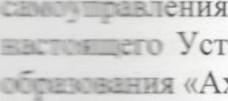 самоуправления
настоящего Уст
образования «Ах